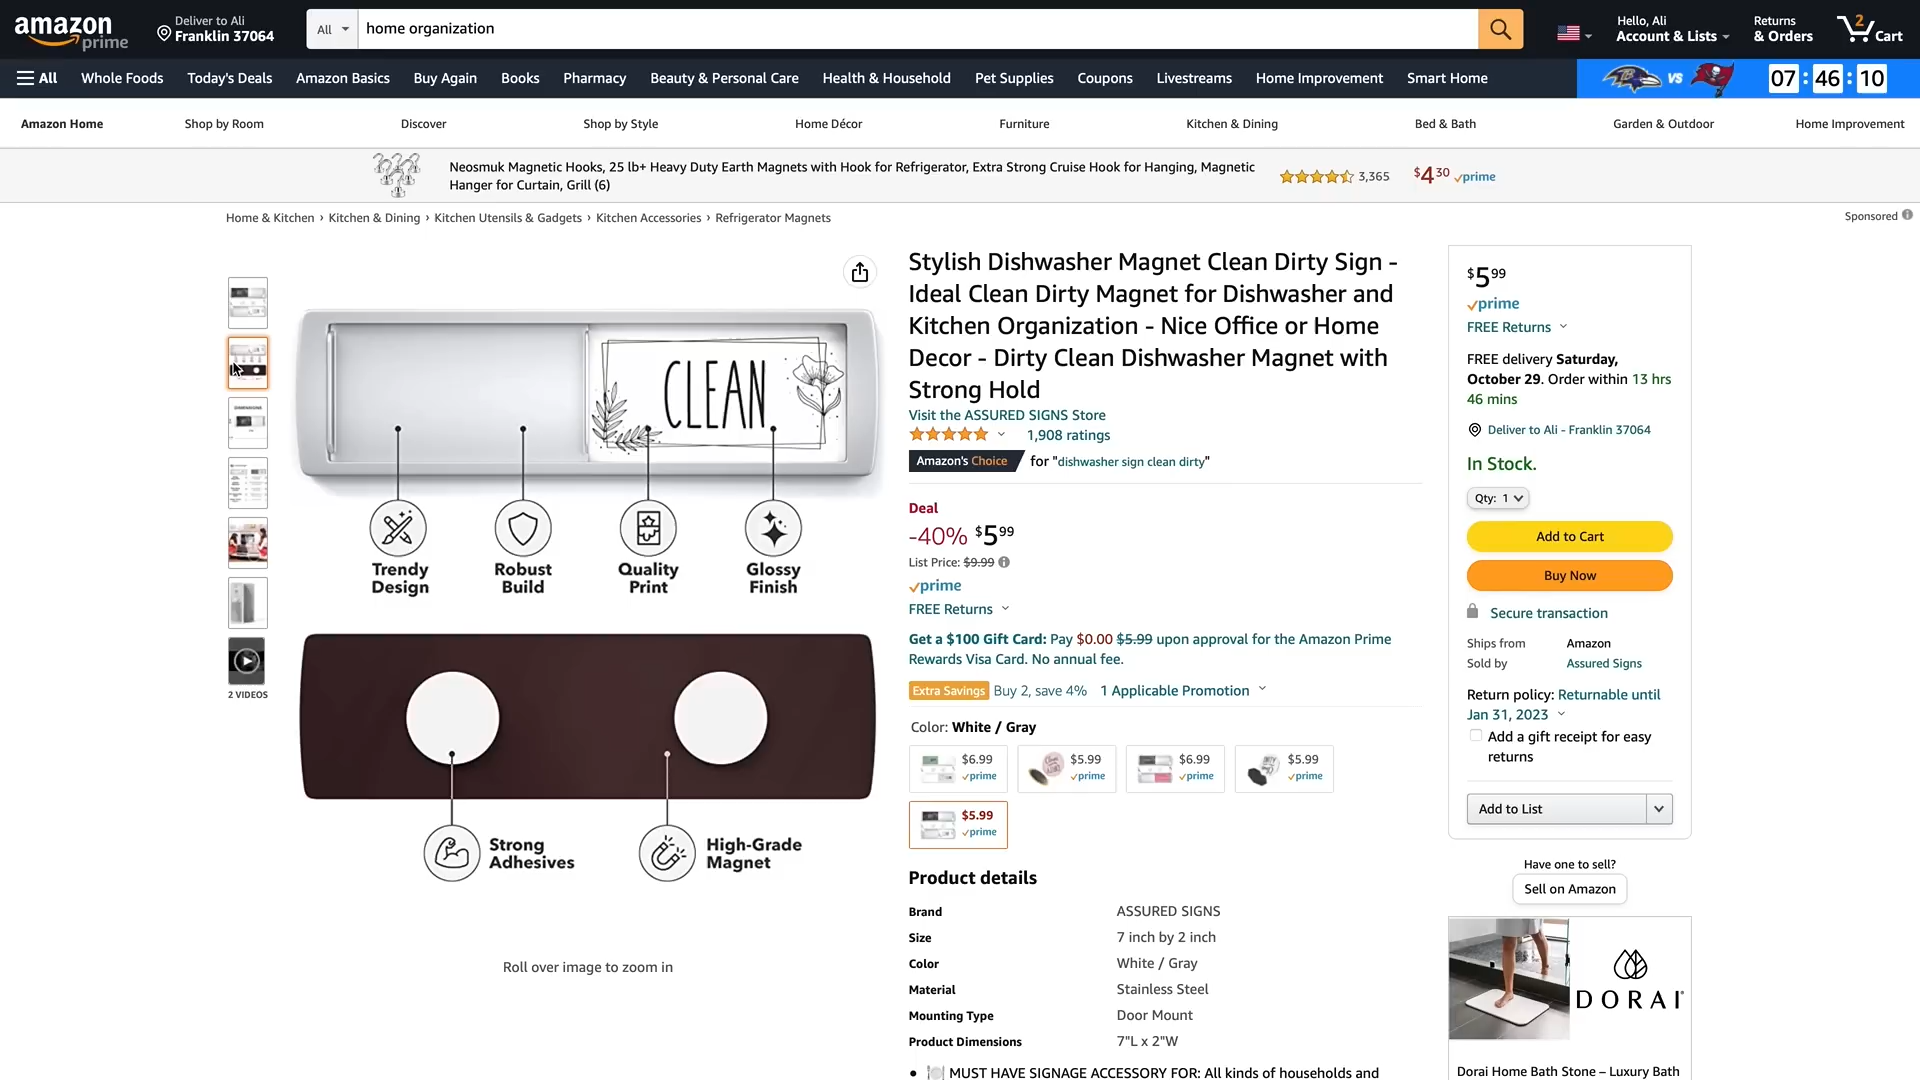 amazon
prime
Deliver to Ali
Franklin 37064
All
home organization
Hello, Ali
Account & Lists
Returns
& Orders
2
Cart
All
Whole Foods
Today's Deals
Amazon Basics
Buy Again
Books
Pharmacy
Beauty & Personal Care
Health & Household
Pet Supplies
Coupons
Livestreams
Home Improvement
Smart Home
VS
07 : 46 : 10
Amazon Home
Shop by Room
Discover
Shop by Style
Home Décor
Furniture
Kitchen & Dining
Bed & Bath
Garden & Outdoor
Home Improvement
Neosmuk Magnetic Hooks, 25 lb+ Heavy Duty Earth Magnets with Hook for Refrigerator, Extra Strong Cruise Hook for Hanging, Magnetic
Hanger for Curtain, Grill (6)
3,365
$4 30 prime
Home & Kitchen › Kitchen & Dining › Kitchen Utensils & Gadgets › Kitchen Accessories › Refrigerator Magnets
Sponsored
2 VIDEOS
CLEAN
Trendy
Design
Robust
Build
Quality
Print
Glossy
Finish
Strong
Adhesives
High-Grade
Magnet
Roll over image to zoom in
Stylish Dishwasher Magnet Clean Dirty Sign -
Ideal Clean Dirty Magnet for Dishwasher and
Kitchen Organization - Nice Office or Home
Decor - Dirty Clean Dishwasher Magnet with
Strong Hold
Visit the ASSURED SIGNS Store
1,908 ratings
Amazon's Choice for "dishwasher sign clean dirty"
Deal
-40% $5 99
List Price: $9.99
prime
FREE Returns
Get a $100 Gift Card: Pay $0.00 $5.99 upon approval for the Amazon Prime
Rewards Visa Card. No annual fee.
Extra Savings Buy 2, save 4% 1 Applicable Promotion
Color: White / Gray
$6.99
prime
$5.99
prime
$6.99
prime
$5.99
prime
$5.99
prime
Product details
Brand ASSURED SIGNS
Size 7 inch by 2 inch
Color White / Gray
Material Stainless Steel
Mounting Type Door Mount
Product Dimensions 7"L x 2"W
• MUST HAVE SIGNAGE ACCESSORY FOR: All kinds of households and
$5 99
prime
FREE Returns
FREE delivery Saturday,
October 29. Order within 13 hrs
46 mins
Deliver to Ali - Franklin 37064
In Stock.
Qty: 1
Add to Cart
Buy Now
Secure transaction
Ships from Amazon
Sold by Assured Signs
Return policy: Returnable until
Jan 31, 2023
Add a gift receipt for easy
returns
Add to List
Have one to sell?
Sell on Amazon
DORAI
Dorai Home Bath Stone – Luxury Bath